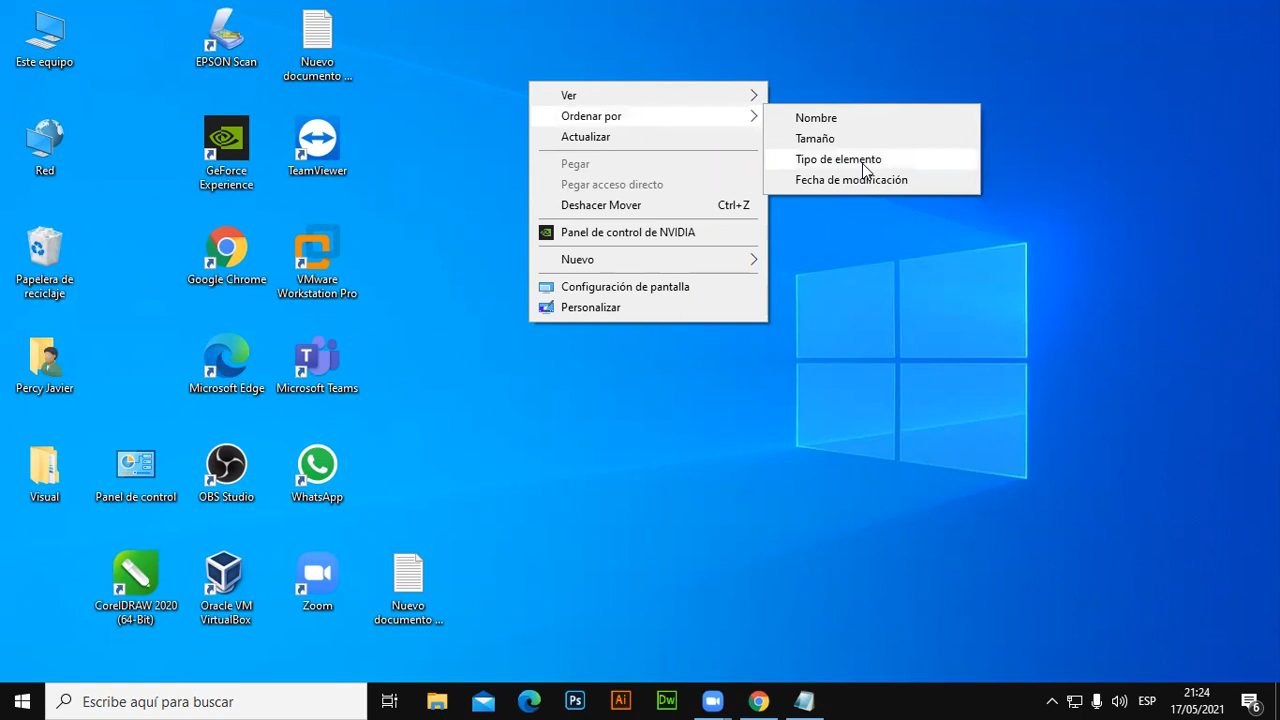 Este equipo
EPSON Scan
Nuevo
documento ...
Red
GeForce
Experience
TeamViewer
Papelera de
reciclaje
Google Chrome
VMware
Workstation Pro
Percy Javier
Microsoft Edge
Microsoft Teams
Visual
Panel de control
OBS Studio
WhatsApp
CorelDRAW 2020
(64-Bit)
Oracle VM
VirtualBox
Zoom
Nuevo
documento ...
Ver
Ordenar por
Actualizar
Pegar
Pegar acceso directo
Deshacer Mover Ctrl+Z
Panel de control de NVIDIA
Nuevo
Configuración de pantalla
Personalizar
Nombre
Tamaño
Tipo de elemento
Fecha de modificación
Escribe aquí para buscar
Ps
Ai
Dw
ESP
21:24
17/05/2021
6